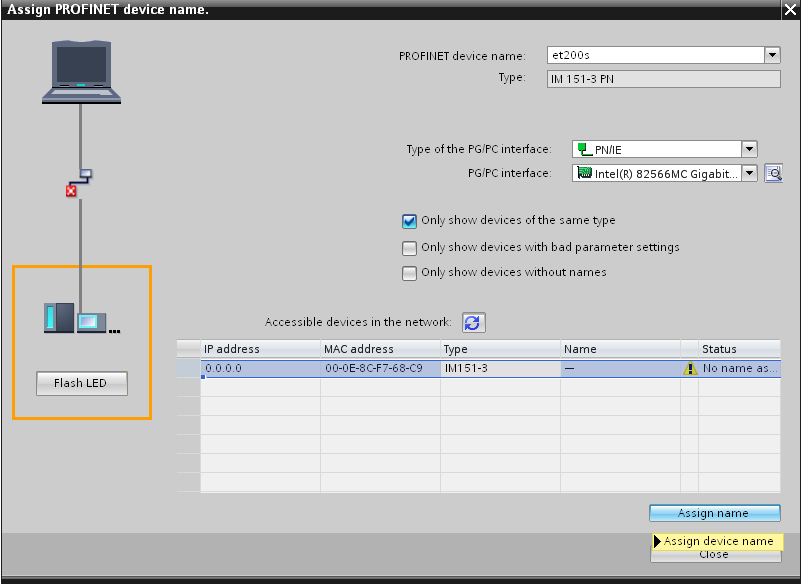 Assign PROFINET device name.
PROFINET device name: et200s
Type: IM 151-3 PN
Type of the PG/PC interface: PN/IE
PG/PC interface: Intel(R) 82566MC Gigabit...
Only show devices of the same type
Only show devices with bad parameter settings
Only show devices without names
Accessible devices in the network:
IP address MAC address Type Name Status
0.0.0.0 00-0E-8C-F7-68-C9 IM151-3 — No name as...
Flash LED
Assign name
Assign device name
Close